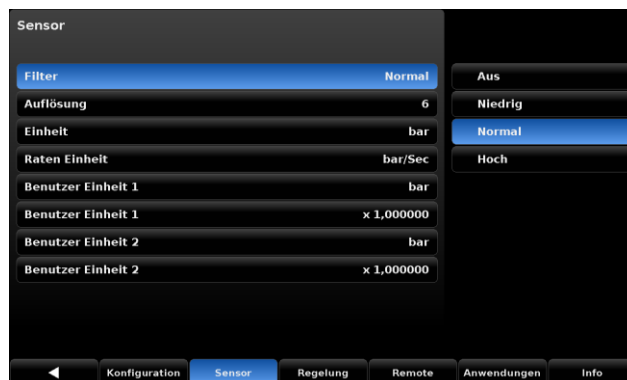 Sensor
Filter Normal
Auflösung 6
Einheit bar
Raten Einheit bar/Sec
Benutzer Einheit 1 bar
Benutzer Einheit 1 x 1,000000
Benutzer Einheit 2 bar
Benutzer Einheit 2 x 1,000000
Aus
Niedrig
Normal
Hoch
Konfiguration Sensor Regelung Remote Anwendungen Info